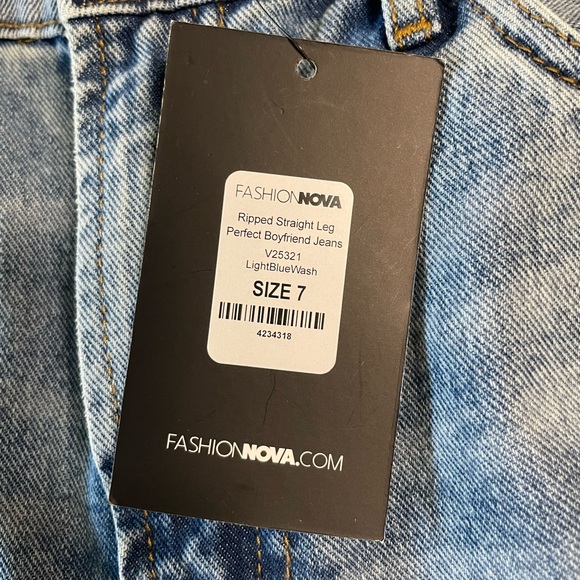 FASHIONNOVA
Ripped Straight Leg
Perfect Boyfriend Jeans
V25321
LightBlueWash
SIZE 7
4234318
FASHIONNOVA.COM